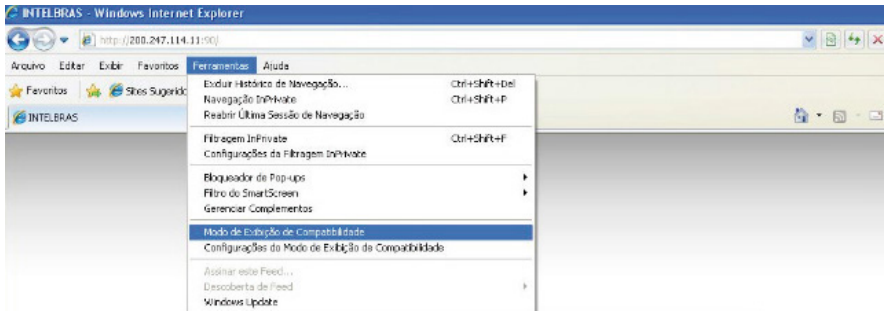 INTELBRAS - Windows Internet Explorer
http://200.247.114.11:90/
Arquivo Editar Exibir Favoritos Ferramentas Ajuda
Favoritos Sites Sugerido
INTELBRAS
Excluir Histórico de Navegação... Ctrl+Shift+Del
Navegação InPrivate Ctrl+Shift+P
Reabrir Última Sessão de Navegação
Filtragem InPrivate Ctrl+Shift+F
Configurações da Filtragem InPrivate
Bloqueador de Pop-ups
Filtro do SmartScreen
Gerenciar Complementos
Modo de Exibição de Compatibilidade
Configurações do Modo de Exibição de Compatibilidade
Assinar este Feed...
Descoberta de Feed
Windows Update